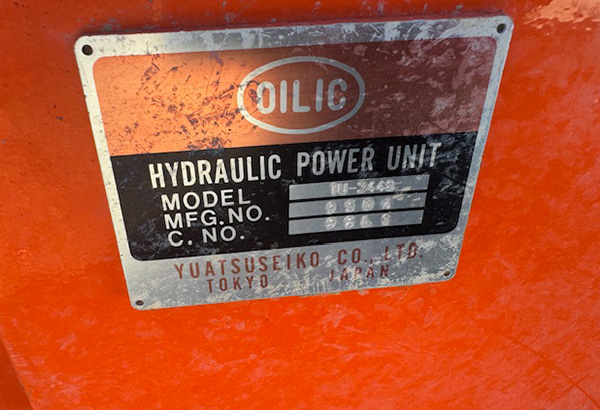 OILIC
HYDRAULIC POWER UNIT
MODEL
MFG.NO.
C. NO.
YUATSUSEIKO CO., LTD.
TOKYO JAPAN